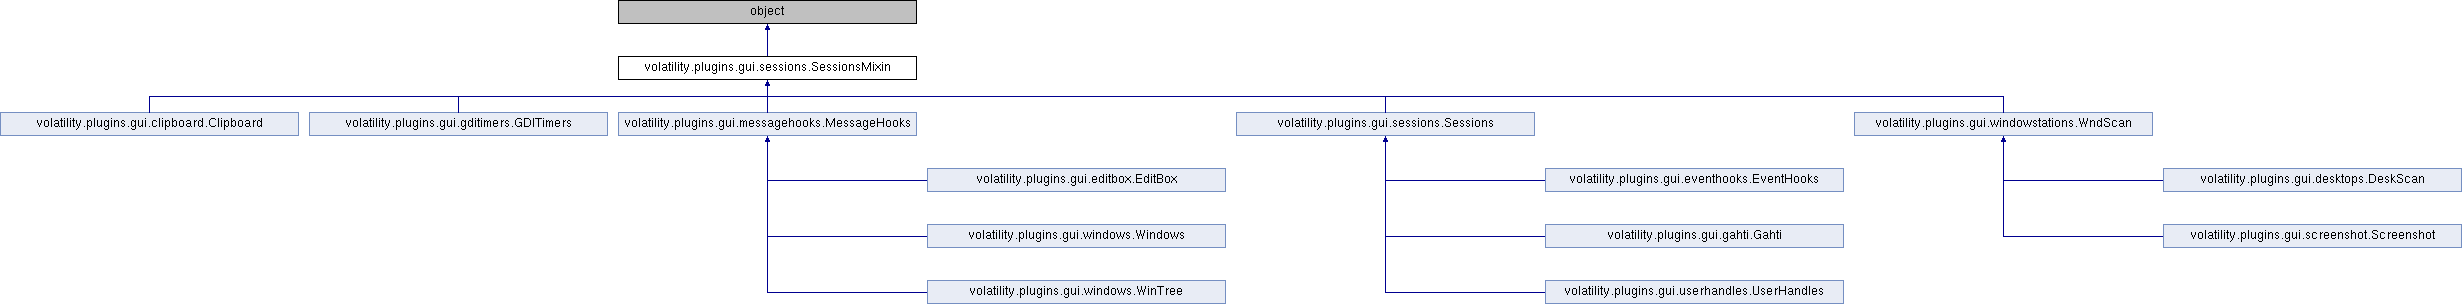 object
volatility.plugins.gui.sessions.SessionsMixin
volatility.plugins.gui.clipboard.Clipboard
volatility.plugins.gui.gditimers.GDITimers
volatility.plugins.gui.messagehooks.MessageHooks
volatility.plugins.gui.sessions.Sessions
volatility.plugins.gui.windowstations.WndScan
volatility.plugins.gui.editbox.EditBox
volatility.plugins.gui.eventhooks.EventHooks
volatility.plugins.gui.desktops.DeskScan
volatility.plugins.gui.windows.Windows
volatility.plugins.gui.gahti.Gahti
volatility.plugins.gui.screenshot.Screenshot
volatility.plugins.gui.windows.WinTree
volatility.plugins.gui.userhandles.UserHandles